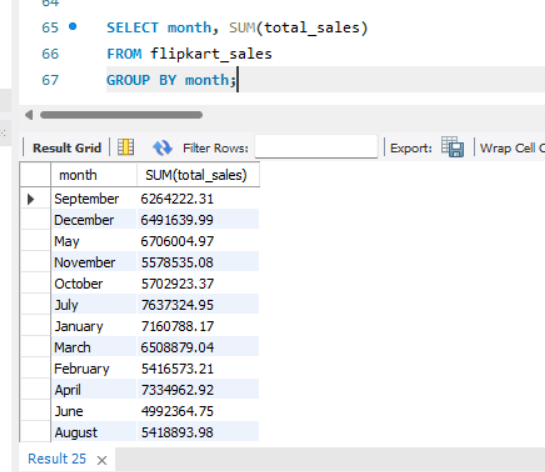 64
65 SELECT month, SUM(total_sales)
66 FROM flipkart_sales
67 GROUP BY month;
Result Grid Filter Rows: Export: Wrap Cell C
month SUM(total_sales)
September 6264222.31
December 6491639.99
May 6706004.97
November 5578535.08
October 5702923.37
July 7637324.95
January 7160788.17
March 6508879.04
February 5416573.21
April 7334962.92
June 4992364.75
August 5418893.98
Result 25